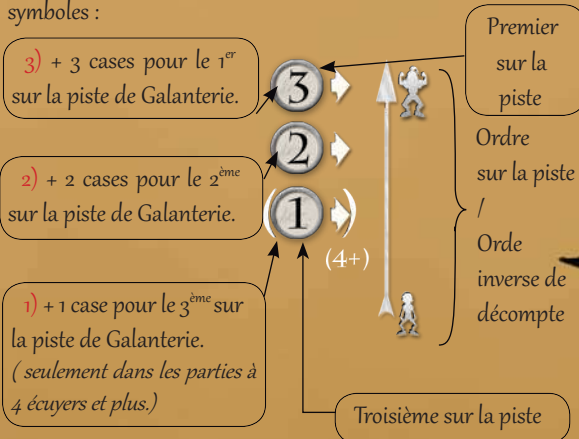 symboles :
3) + 3 cases pour le 1er
sur la piste de Galanterie.
2) + 2 cases pour le 2ème
sur la piste de Galanterie.
1) + 1 case pour le 3ème sur
la piste de Galanterie.
( seulement dans les parties à
4 écuyers et plus.)
3
2
(1)
(4+)
Premier
sur la
piste
Ordre
sur la piste
/
Orde
inverse de
décompte
Troisième sur la piste